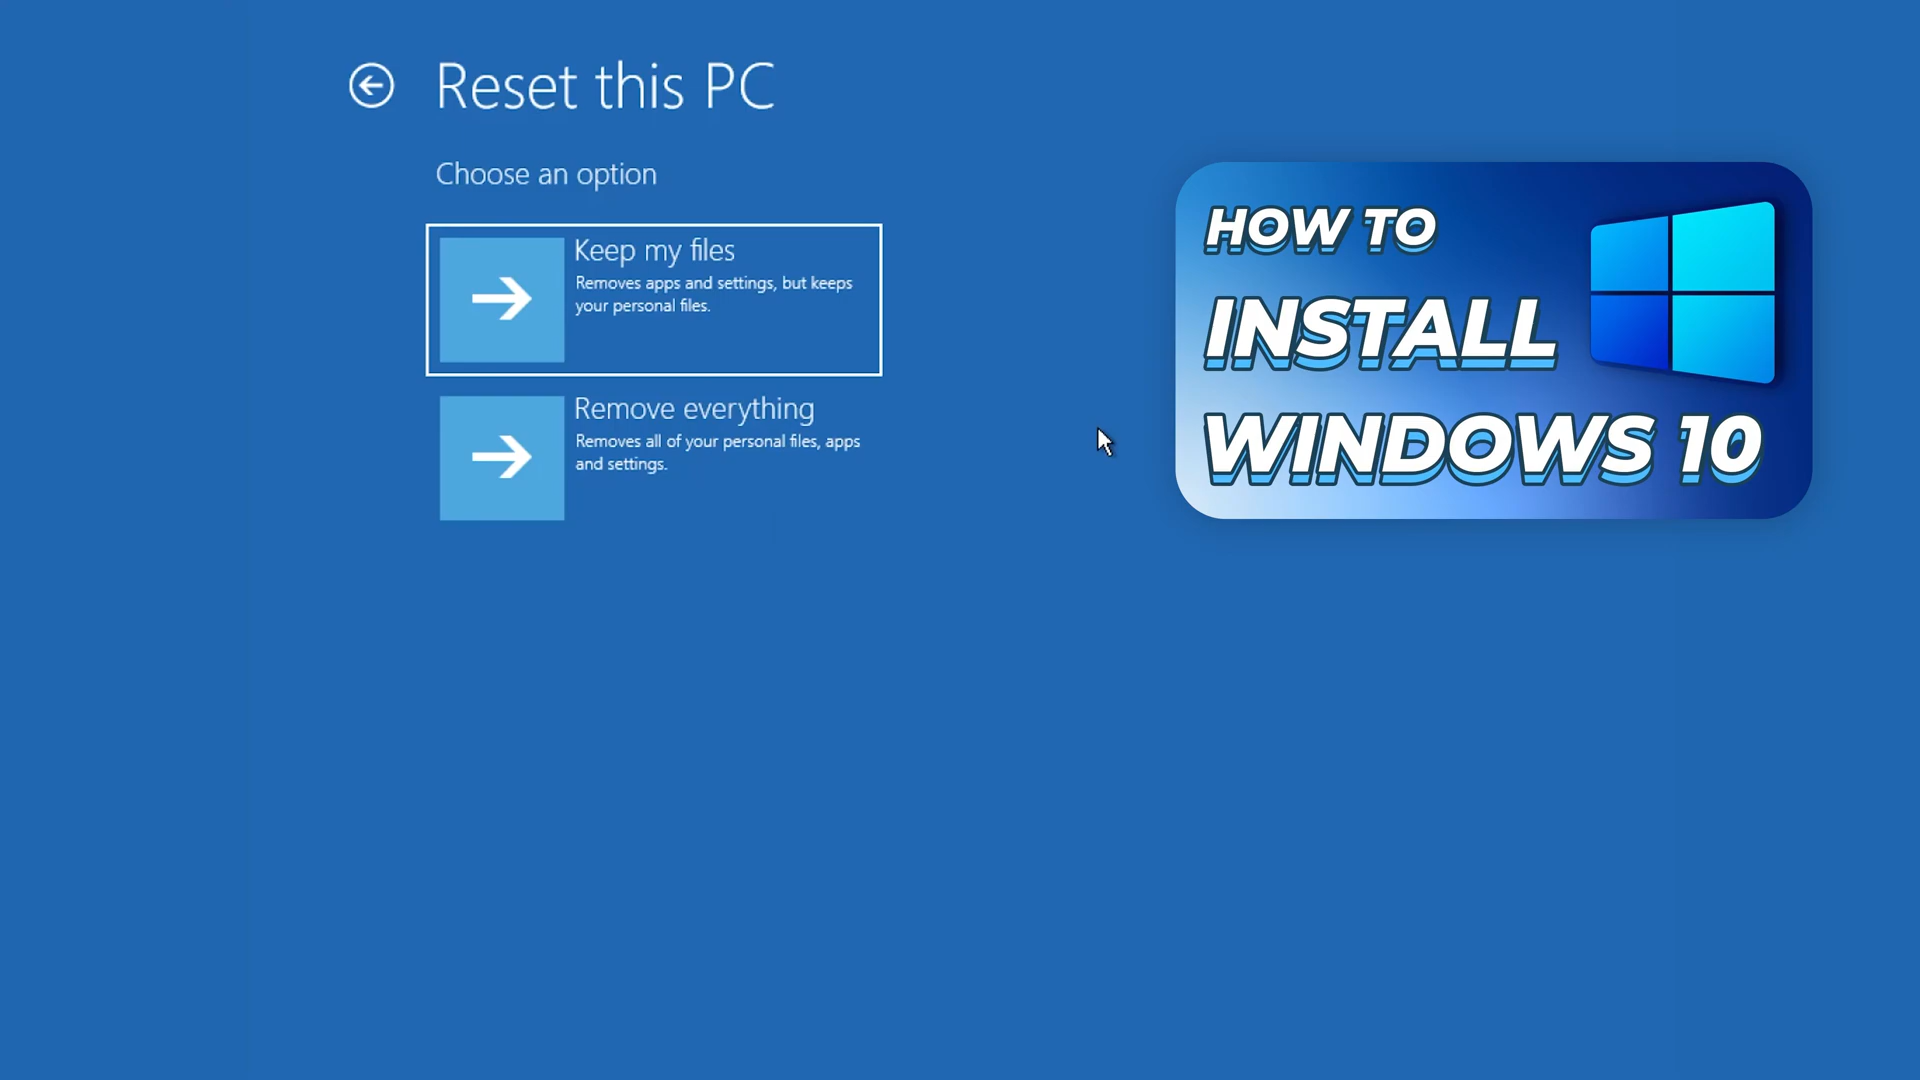 Reset this PC
Choose an option
Keep my files
Removes apps and settings, but keeps
your personal files.
Remove everything
Removes all of your personal files, apps
and settings.
HOW TO
INSTALL
WINDOWS 10